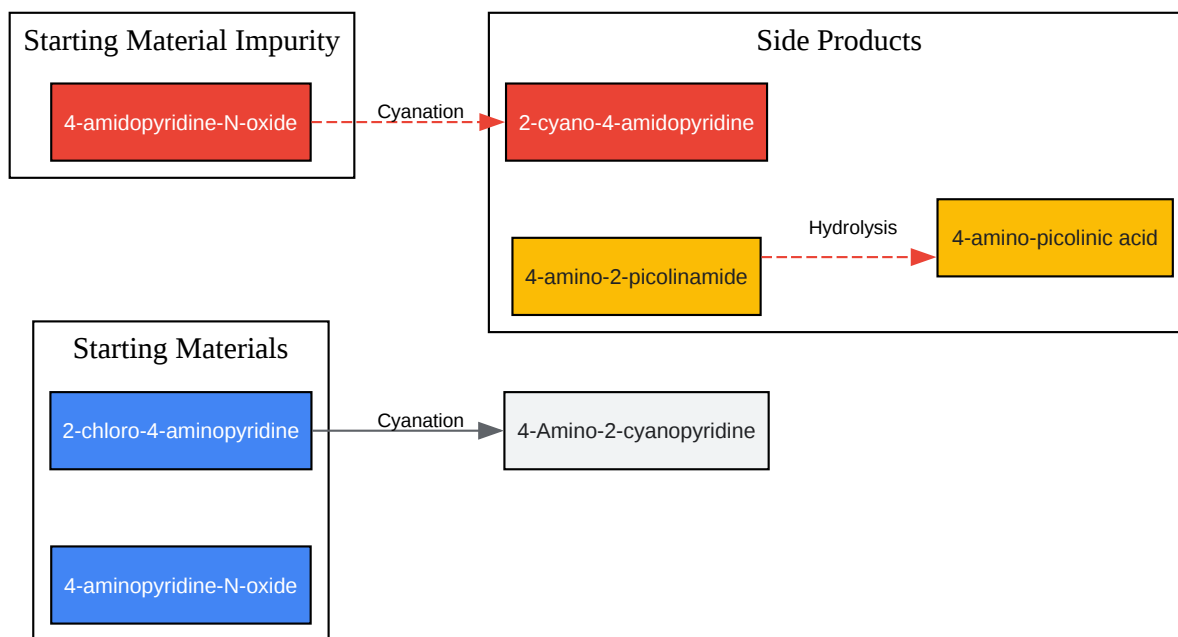 Starting Material Impurity
Side Products
4-amidopyridine-N-oxide
Cyanation
2-cyano-4-amidopyridine
4-amino-2-picolinamide
Hydrolysis
4-amino-picolinic acid
Starting Materials
2-chloro-4-aminopyridine
Cyanation
4-Amino-2-cyanopyridine
4-aminopyridine-N-oxide